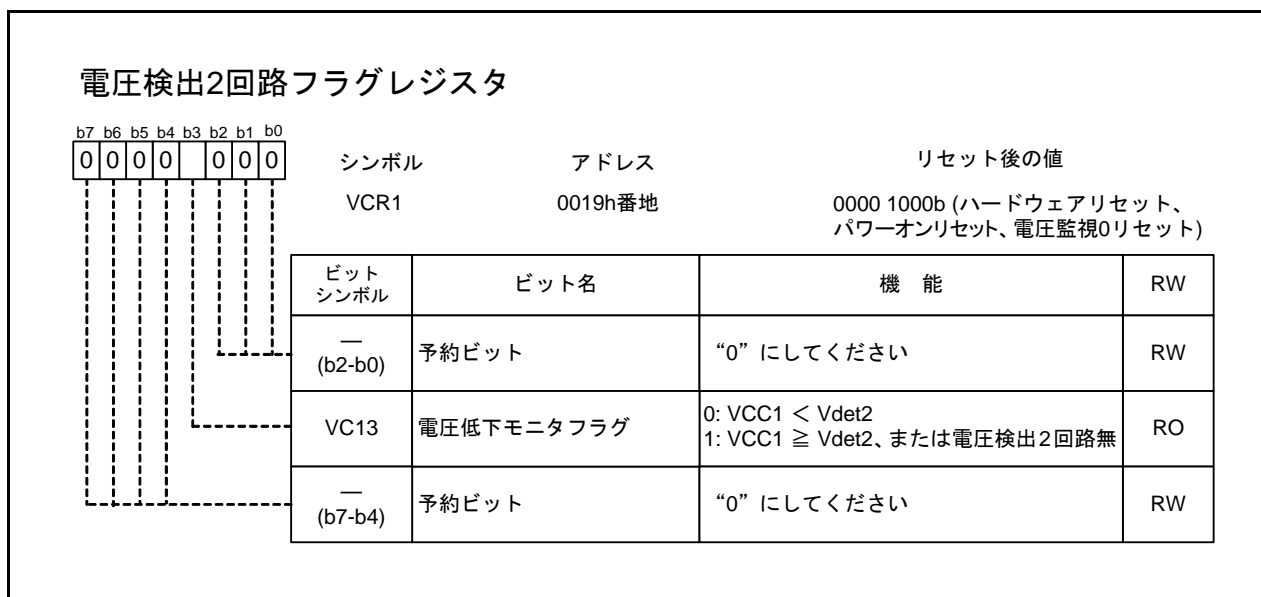 電圧検出2回路フラグレジスタ
b7 b6 b5 b4 b3 b2 b1 b0
0 0 0 0 0 0 0
シンボル アドレス リセット後の値
VCR1 0019h番地 0000 1000b (ハードウェアリセット、
パワーオンリセット、電圧監視0リセット)
ビット
シンボル ビット名 機 能 RW
—
(b2-b0) 予約ビット “0” にしてください RW
VC13 電圧低下モニタフラグ 0: VCC1 < Vdet2
1: VCC1 ≧ Vdet2、または電圧検出2回路無 RO
—
(b7-b4) 予約ビット “0” にしてください RW